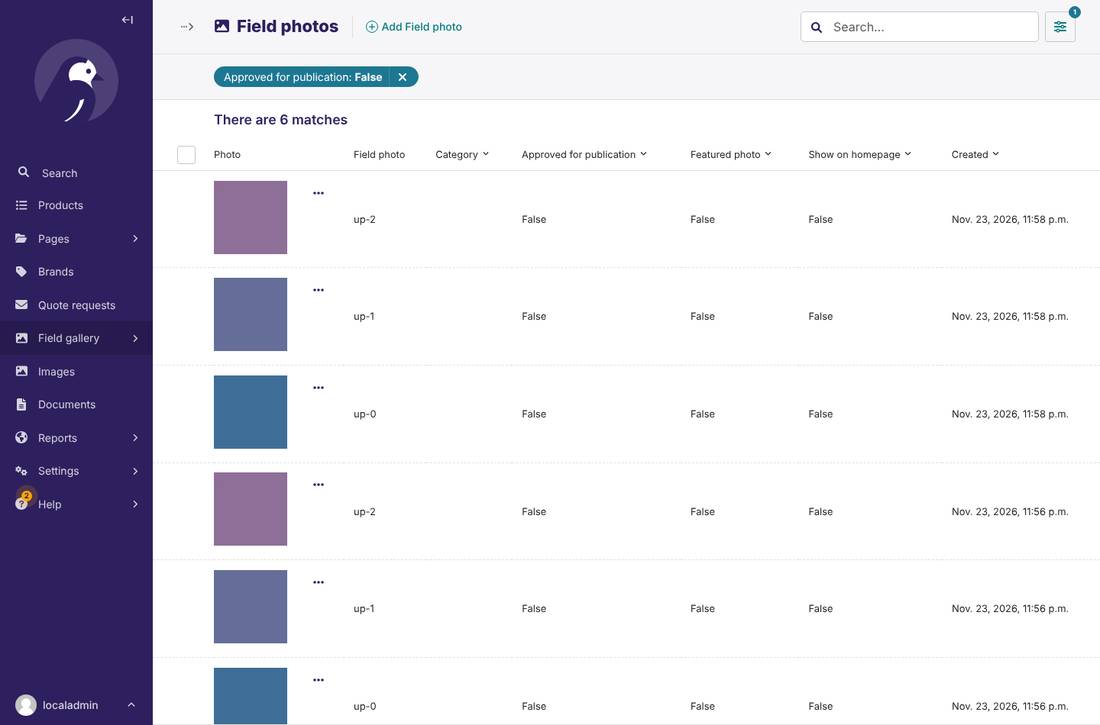 Field photos
Add Field photo
Search...
1
Approved for publication: False
There are 6 matches
Photo Field photo Category Approved for publication Featured photo Show on homepage Created
up-2 False False False Nov. 23, 2026, 11:58 p.m.
up-1 False False False Nov. 23, 2026, 11:58 p.m.
up-0 False False False Nov. 23, 2026, 11:58 p.m.
up-2 False False False Nov. 23, 2026, 11:56 p.m.
up-1 False False False Nov. 23, 2026, 11:56 p.m.
up-0 False False False Nov. 23, 2026, 11:56 p.m.
Search
Products
Pages
Brands
Quote requests
Field gallery
Images
Documents
Reports
Settings
2
Help
localadmin